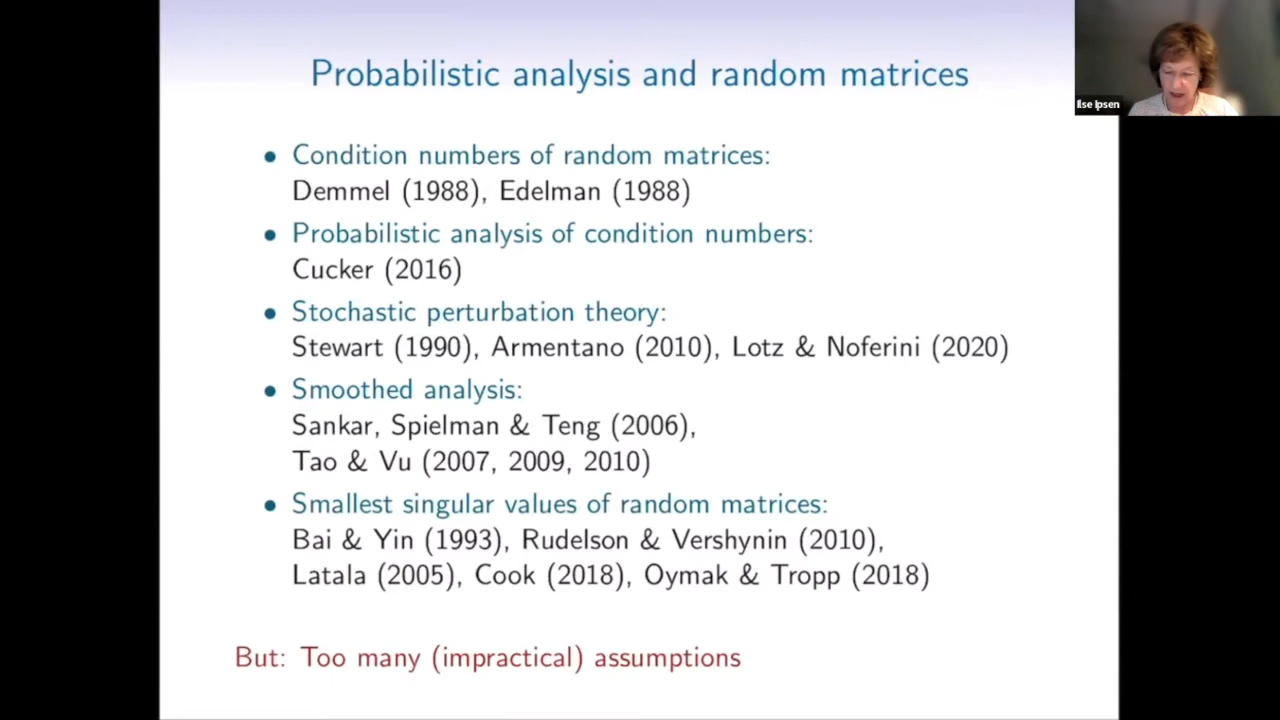 Probabilistic analysis and random matrices
Ilse Ipsen
• Condition numbers of random matrices:
Demmel (1988), Edelman (1988)
• Probabilistic analysis of condition numbers:
Cucker (2016)
• Stochastic perturbation theory:
Stewart (1990), Armentano (2010), Lotz & Noferini (2020)
• Smoothed analysis:
Sankar, Spielman & Teng (2006),
Tao & Vu (2007, 2009, 2010)
• Smallest singular values of random matrices:
Bai & Yin (1993), Rudelson & Vershynin (2010),
Latala (2005), Cook (2018), Oymak & Tropp (2018)
But: Too many (impractical) assumptions